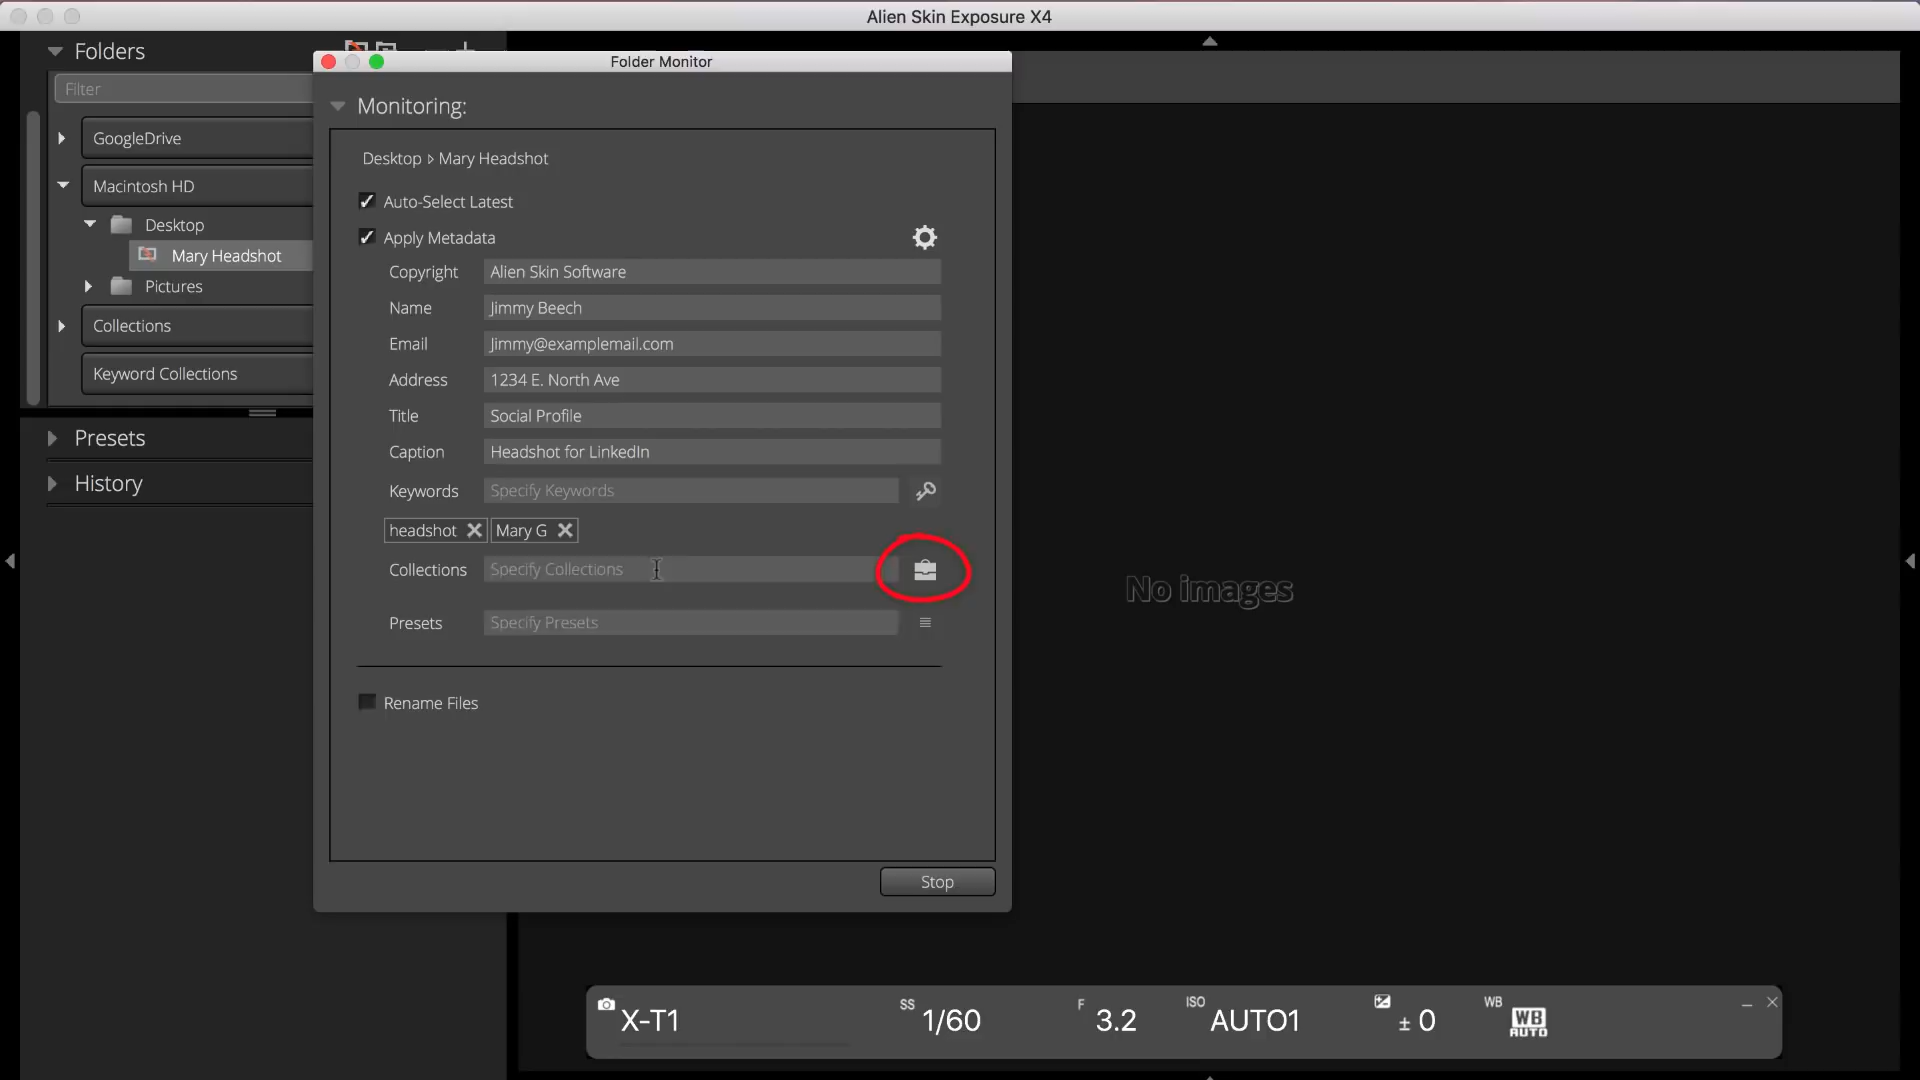 Alien Skin Exposure X4
Folders
Filter
GoogleDrive
Macintosh HD
Desktop
Mary Headshot
Pictures
Collections
Keyword Collections
Presets
History
Folder Monitor
Monitoring:
Desktop ▹ Mary Headshot
Auto-Select Latest
Apply Metadata
Copyright Alien Skin Software
Name Jimmy Beech
Email Jimmy@examplemail.com
Address 1234 E. North Ave
Title Social Profile
Caption Headshot for LinkedIn
Keywords Specify Keywords
headshot Mary G
Collections Specify Collections
Presets Specify Presets
Rename Files
Stop
No images
X-T1 SS 1/60 F 3.2 ISO AUTO1 ± 0 WB WB AUTO